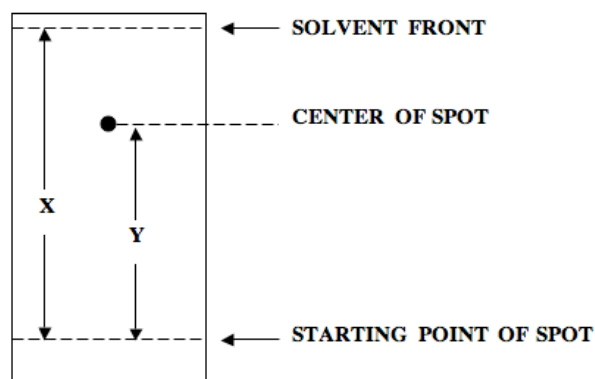 SOLVENT FRONT
CENTER OF SPOT
X
Y
STARTING POINT OF SPOT